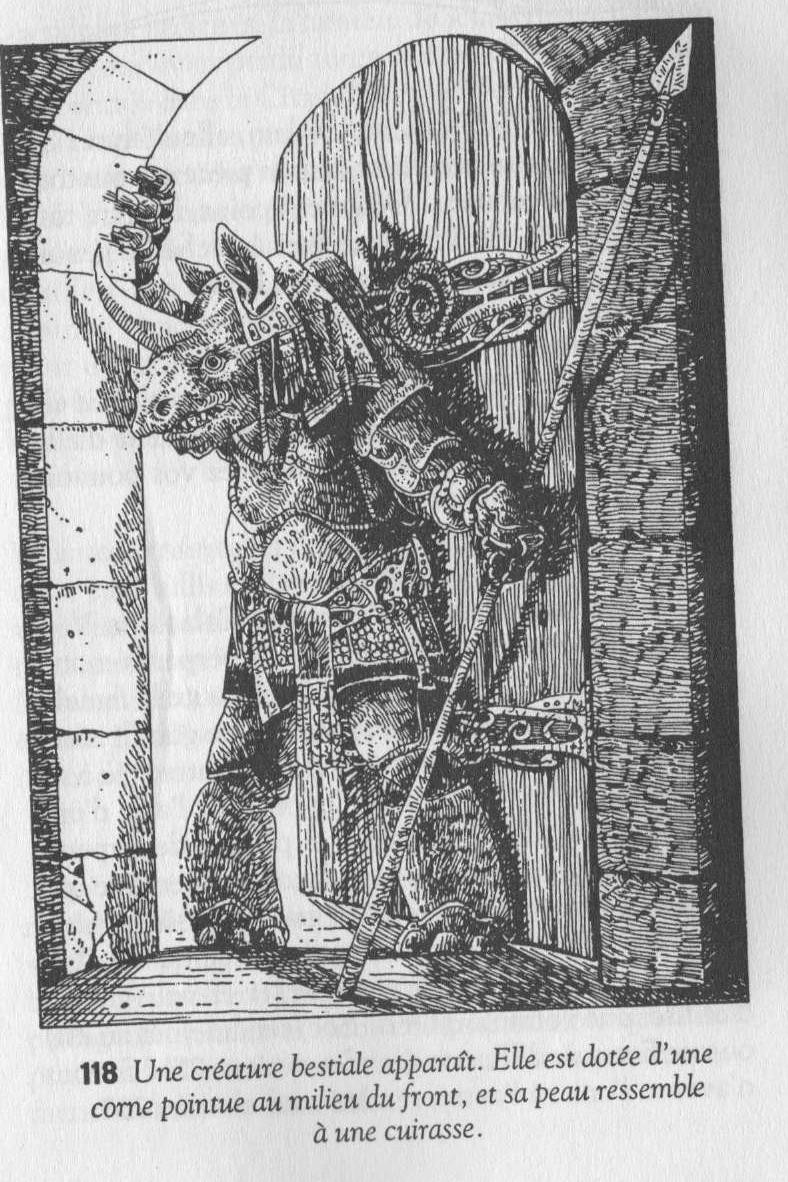 118 Une créature bestiale apparaît. Elle est dotée d'une
corne pointue au milieu du front, et sa peau ressemble
à une cuirasse.